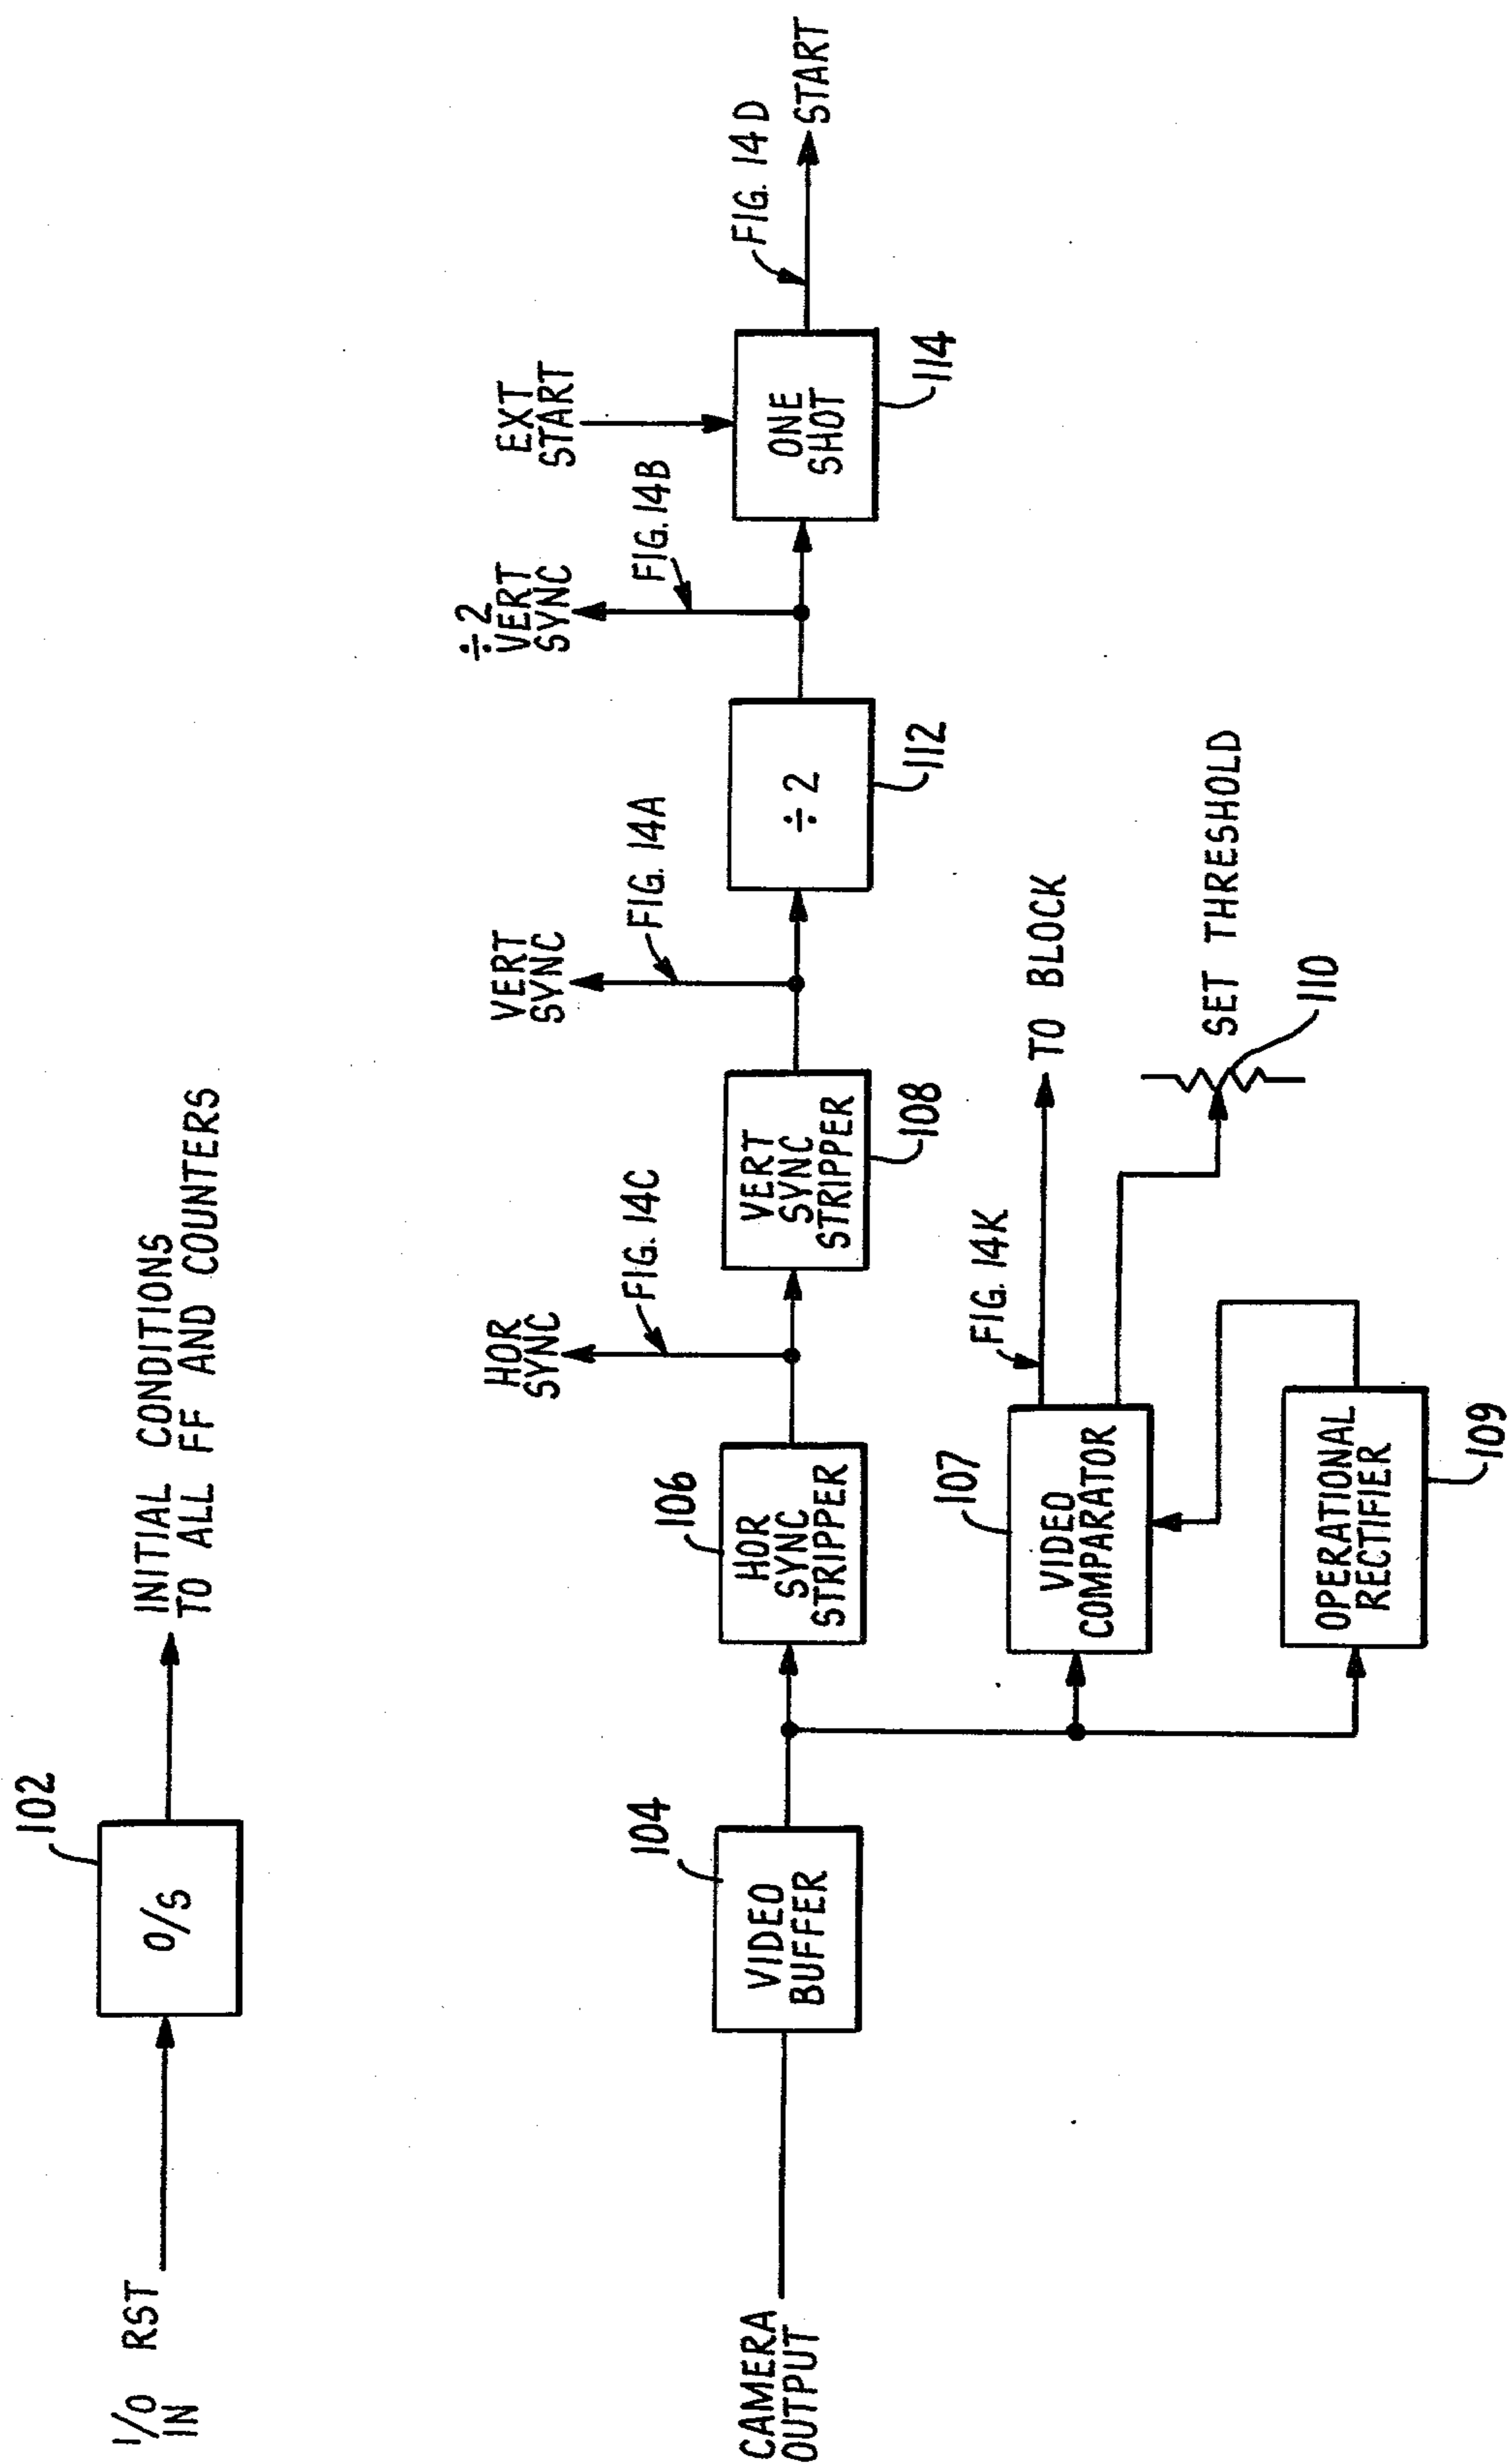 I/O RST
IN
102
O/S
INITIAL CONDITIONS
TO ALL FF AND COUNTERS
CAMERA
OUTPUT
104
VIDEO
BUFFER
106
HOR
SYNC
STRIPPER
HOR
SYNC
FIG. 14C
VERT
SYNC
STRIPPER
108
VERT
SYNC
FIG. 14A
÷ 2
112
÷2
VERT
SYNC
FIG. 14B
EXT
START
ONE
SHOT
114
FIG. 14D
START
107
VIDEO
COMPARATOR
FIG. 14K
TO BLOCK
SET THRESHOLD
110
OPERATIONAL
RECTIFIER
109